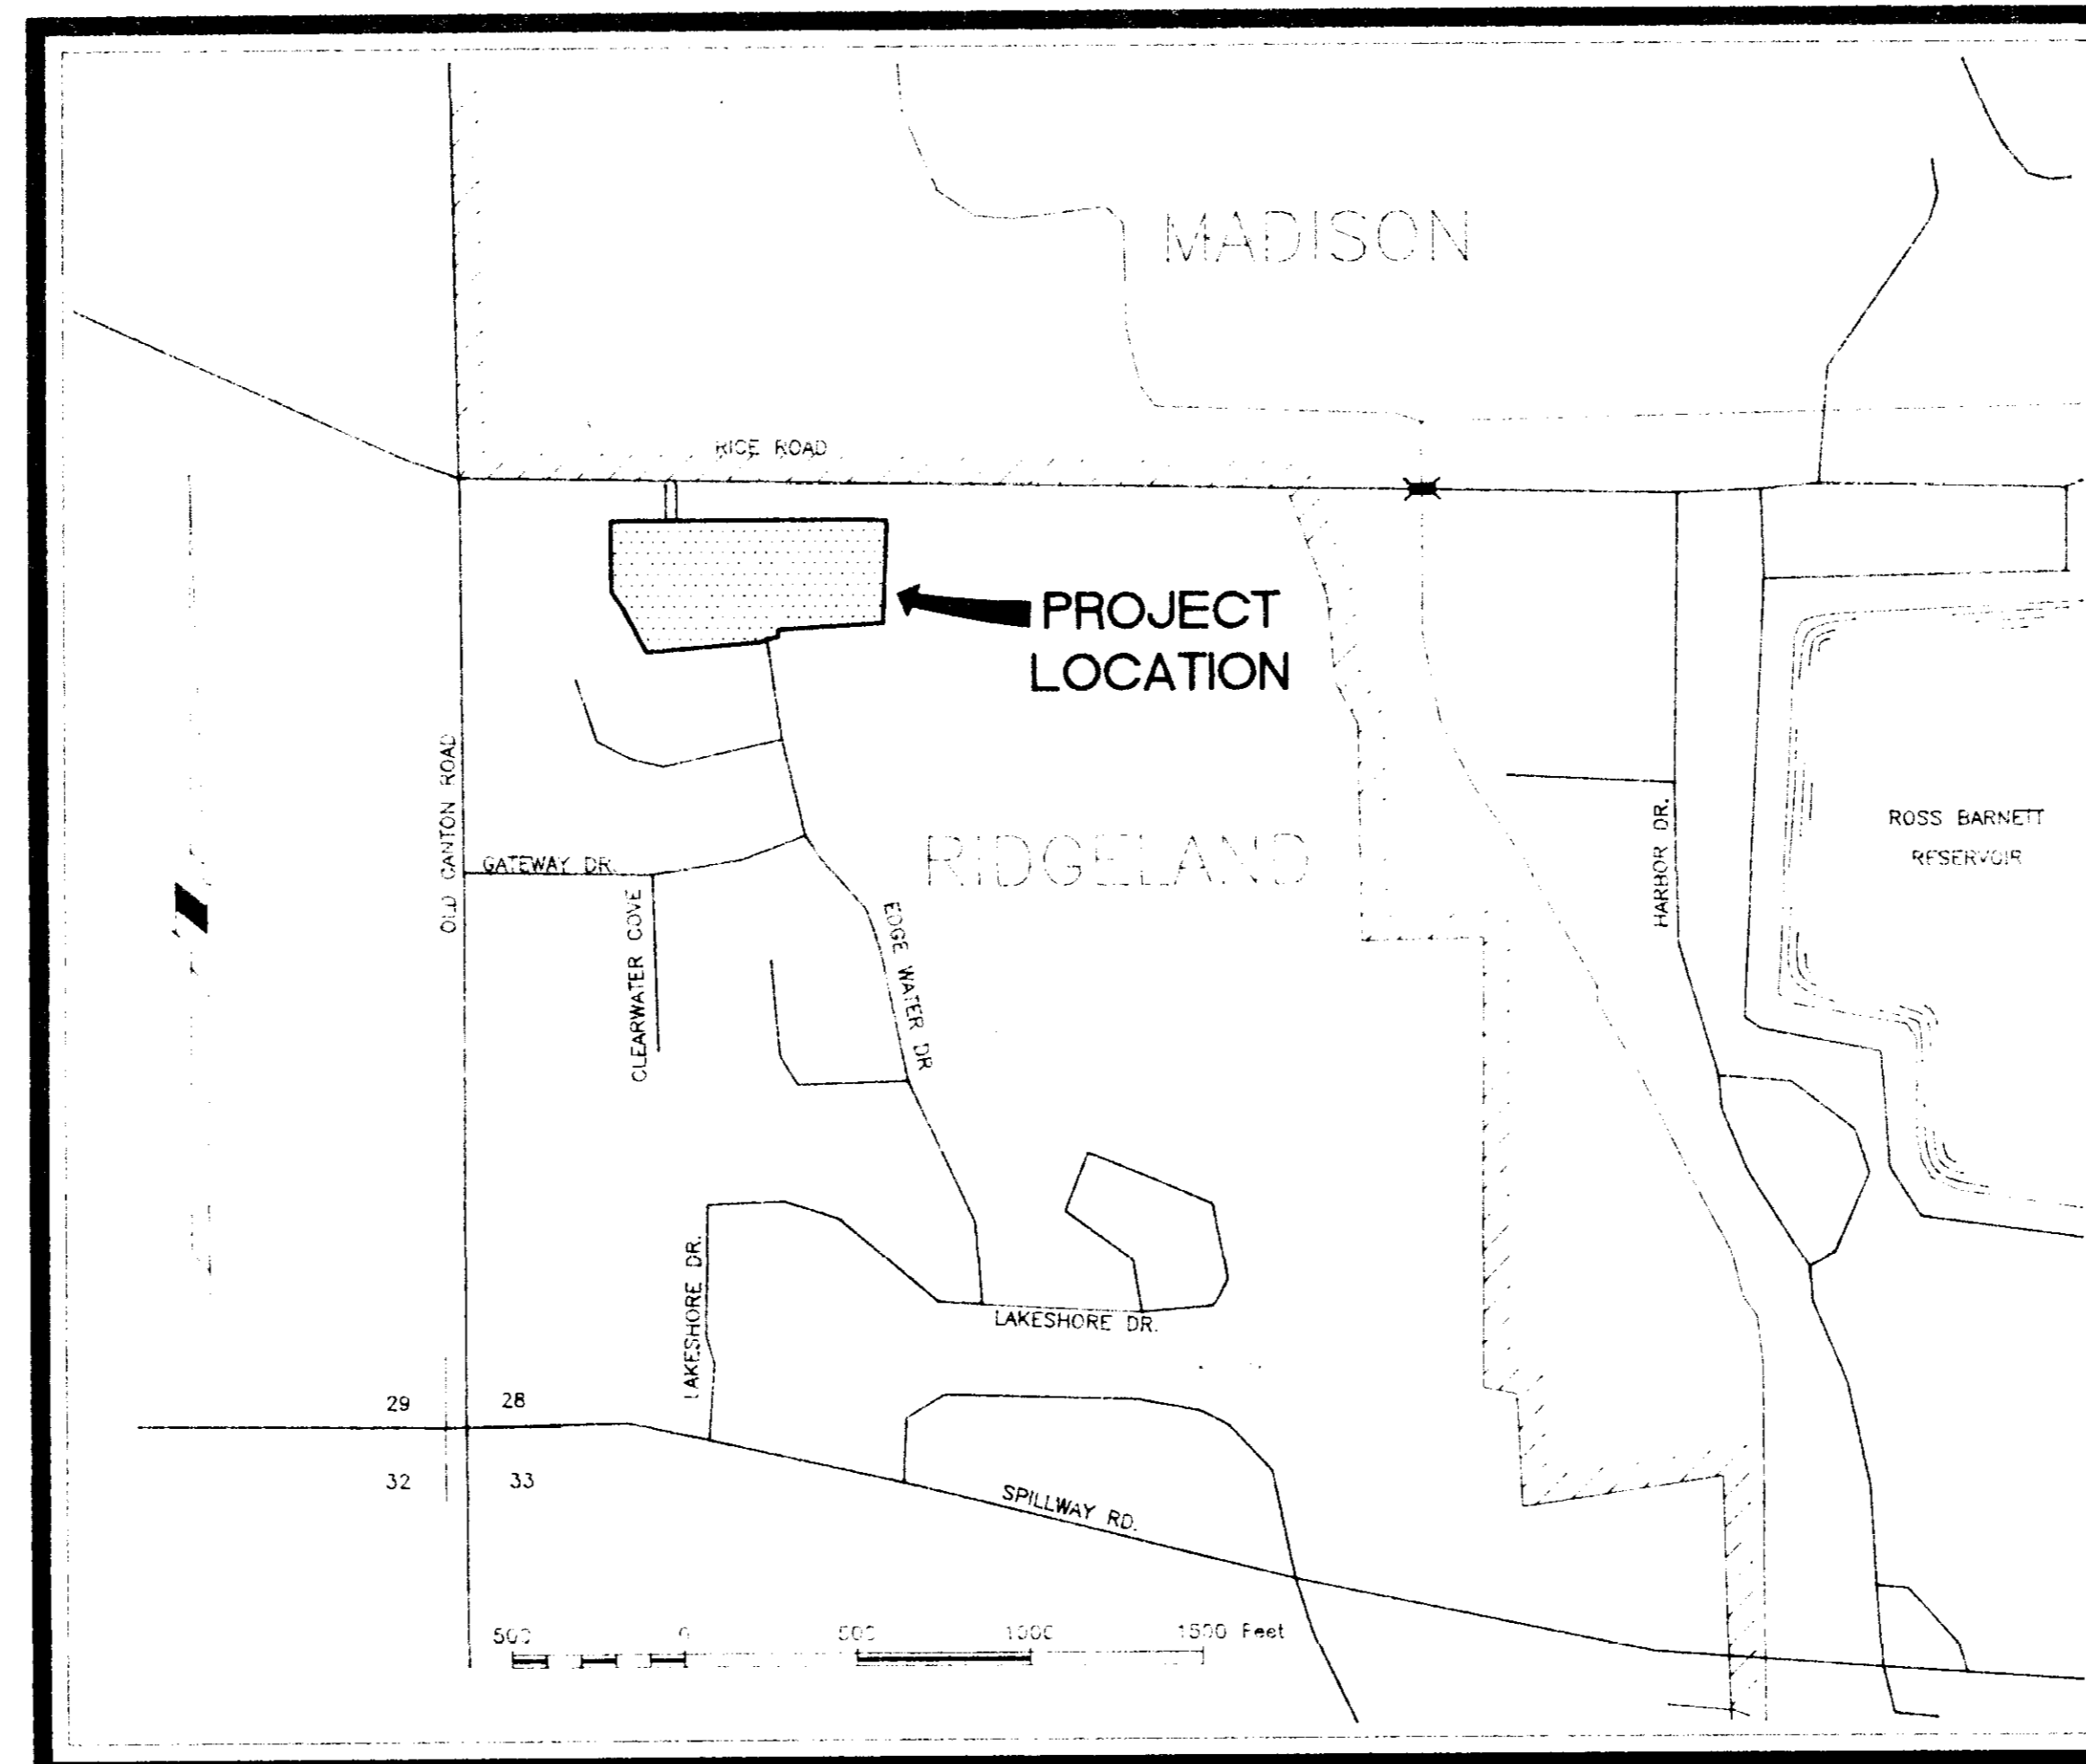 MADISON
RICE ROAD
PROJECT
LOCATION
OLD CANTON ROAD
GATEWAY DR.
CLEARWATER COVE
EDGE WATER DR
RIDGELAND
HARBOR DR.
ROSS BARNETT
RESERVOIR
LAKESHORE DR.
LAKESHORE DR.
29 28
32 33
SPILLWAY RD.
500 0 500 1000 1500 Feet